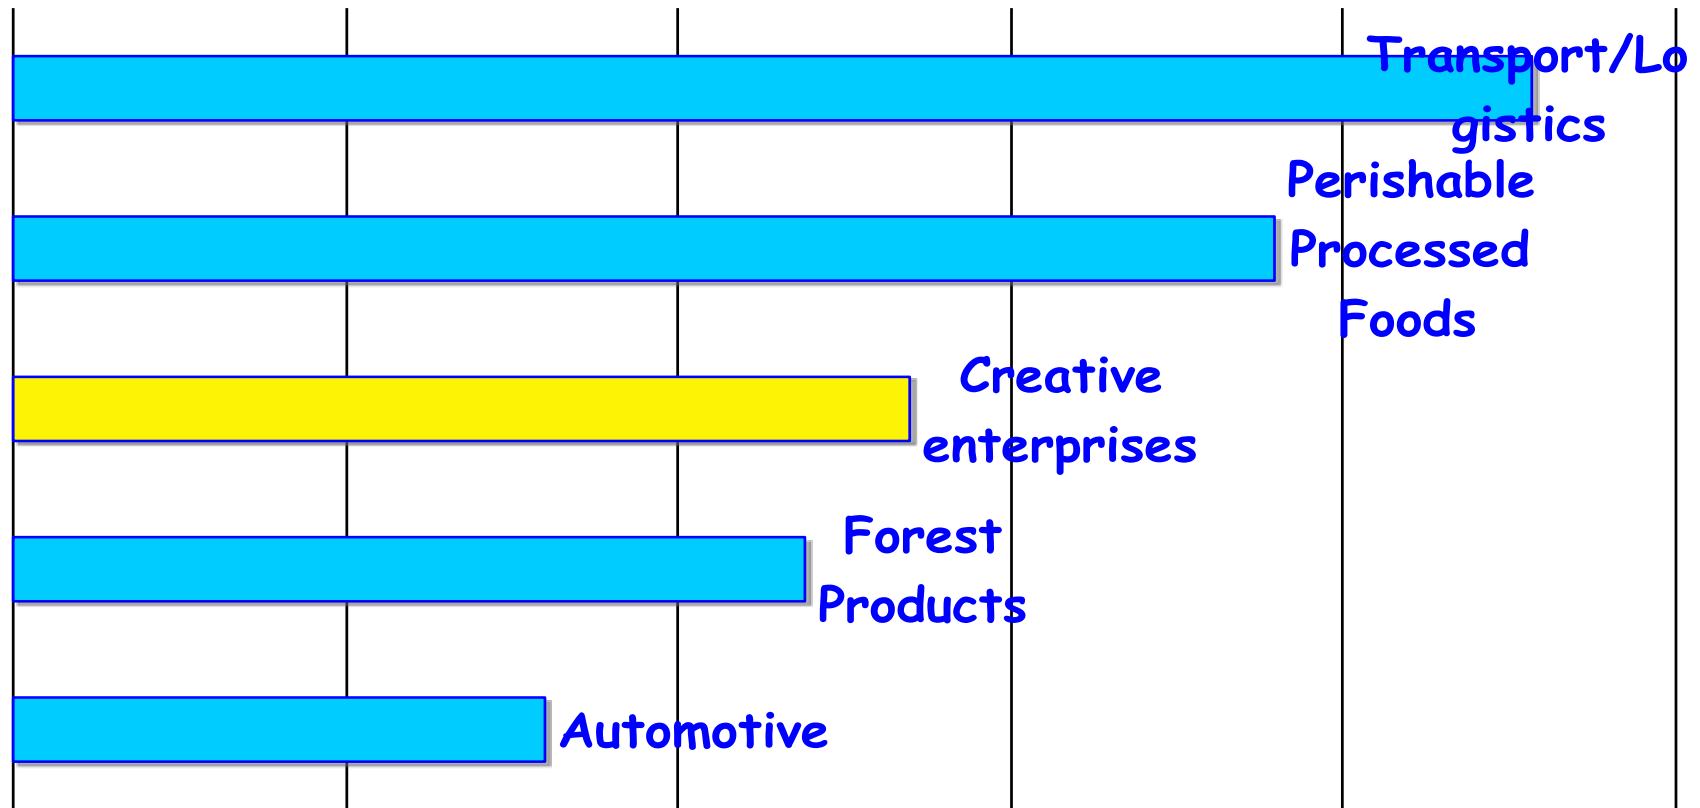 Transport/Lo
gistics
Perishable
Processed
Foods
Creative
enterprises
Forest
Products
Automotive